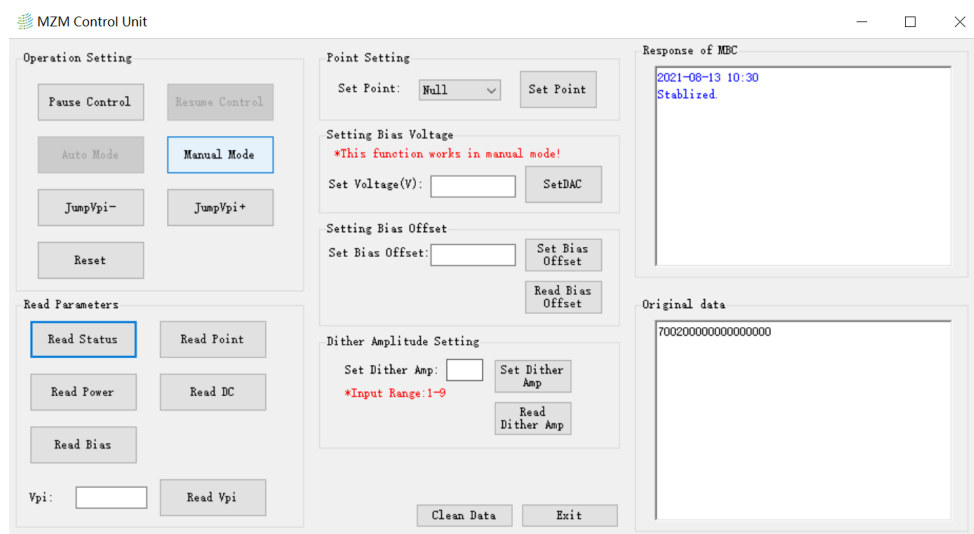 MZM Control Unit
Operation Setting
Pause Control
Resume Control
Auto Mode
Manual Mode
JumpVpi-
JumpVpi+
Reset
Read Parameters
Read Status
Read Point
Read Power
Read DC
Read Bias
Vpi:
Read Vpi
Point Setting
Set Point:
Null
Set Point
Setting Bias Voltage
*This function works in manual mode!
Set Voltage(V):
SetDAC
Setting Bias Offset
Set Bias Offset:
Set Bias
Offset
Read Bias
Offset
Dither Amplitude Setting
Set Dither Amp:
Set Dither
Amp
*Input Range:1-9
Read
Dither Amp
Clean Data
Exit
Response of MBC
2021-08-13 10:30
Stablized.
Original data
700200000000000000